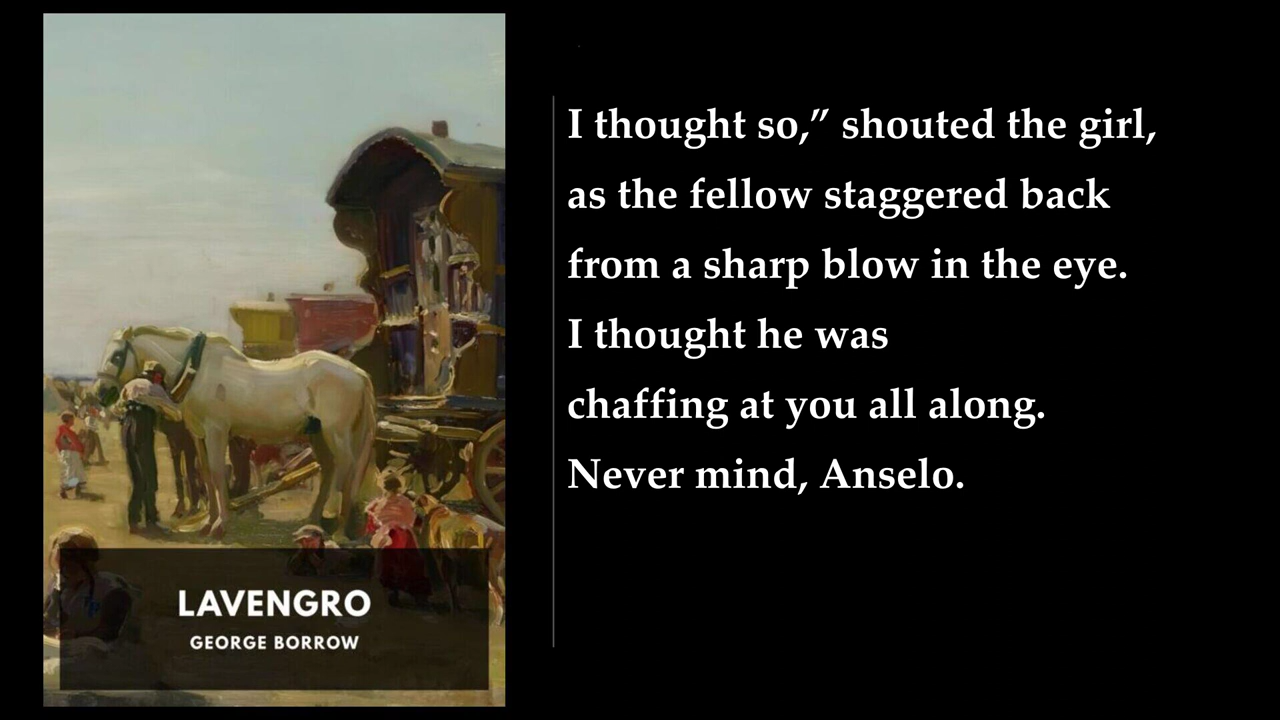 LAVENGRO
GEORGE BORROW
I thought so,” shouted the girl,
as the fellow staggered back
from a sharp blow in the eye.
I thought he was
chaffing at you all along.
Never mind, Anselo.